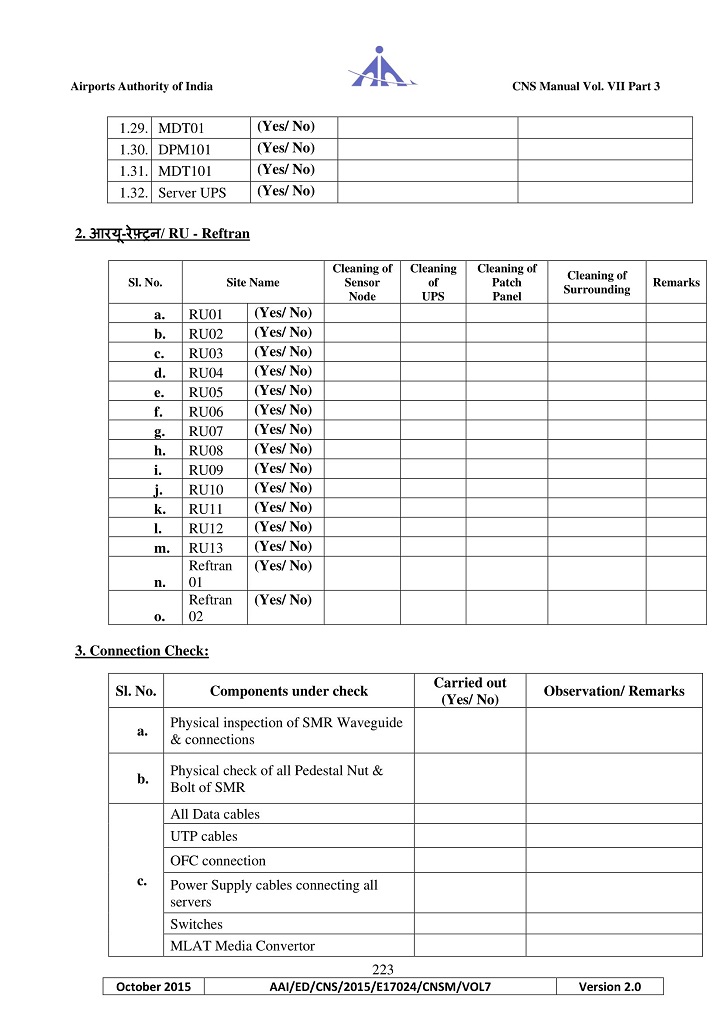 Airports Authority of India CNS Manual Vol. VII Part 3
1.29. MDT01 (Yes/ No)
1.30. DPM101 (Yes/ No)
1.31. MDT101 (Yes/ No)
1.32. Server UPS (Yes/ No)
2. आरयू-रेफ़्ट्रन/ RU - Reftran
Sl. No. Site Name Cleaning of Sensor Node Cleaning of UPS Cleaning of Patch Panel Cleaning of Surrounding Remarks
a. RU01 (Yes/ No)
b. RU02 (Yes/ No)
c. RU03 (Yes/ No)
d. RU04 (Yes/ No)
e. RU05 (Yes/ No)
f. RU06 (Yes/ No)
g. RU07 (Yes/ No)
h. RU08 (Yes/ No)
i. RU09 (Yes/ No)
j. RU10 (Yes/ No)
k. RU11 (Yes/ No)
l. RU12 (Yes/ No)
m. RU13 (Yes/ No)
n. Reftran 01 (Yes/ No)
o. Reftran 02 (Yes/ No)
3. Connection Check:
Sl. No. Components under check Carried out (Yes/ No) Observation/ Remarks
a. Physical inspection of SMR Waveguide
& connections
b. Physical check of all Pedestal Nut &
Bolt of SMR
c. All Data cables
UTP cables
OFC connection
Power Supply cables connecting all
servers
Switches
MLAT Media Convertor
223
October 2015 AAI/ED/CNS/2015/E17024/CNSM/VOL7 Version 2.0